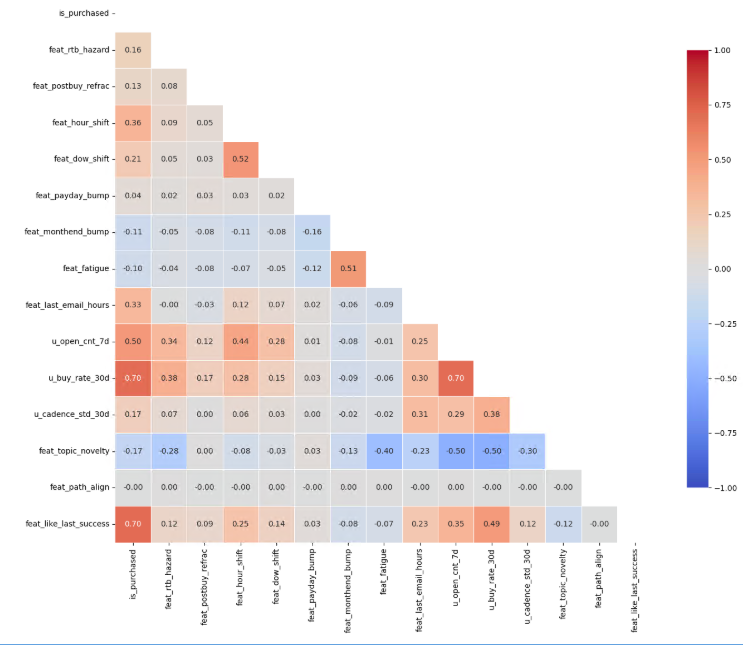 is_purchased
feat_rtb_hazard 0.16
feat_postbuy_refrac 0.13 0.08
feat_hour_shift 0.36 0.09 0.05
feat_dow_shift 0.21 0.05 0.03 0.52
feat_payday_bump 0.04 0.02 0.03 0.03 0.02
feat_monthend_bump -0.11 -0.05 -0.08 -0.11 -0.08 -0.16
feat_fatigue -0.10 -0.04 -0.08 -0.07 -0.05 -0.12 0.51
feat_last_email_hours 0.33 -0.00 -0.03 0.12 0.07 0.02 -0.06 -0.09
u_open_cnt_7d 0.50 0.34 0.12 0.44 0.28 0.01 -0.08 -0.01 0.25
u_buy_rate_30d 0.70 0.38 0.17 0.28 0.15 0.03 -0.09 -0.06 0.30 0.70
u_cadence_std_30d 0.17 0.07 0.00 0.06 0.03 0.00 -0.02 -0.02 0.31 0.29 0.38
feat_topic_novelty -0.17 -0.28 0.00 -0.08 -0.03 0.03 -0.13 -0.40 -0.23 -0.50 -0.50 -0.30
feat_path_align -0.00 -0.00 -0.00 -0.00 0.00 -0.00 0.00 0.00 -0.00 0.00 -0.00 0.00 -0.00
feat_like_last_success 0.70 0.12 0.09 0.25 0.14 0.03 -0.08 -0.07 0.23 0.35 0.49 0.12 -0.12 -0.00
is_purchased
feat_rtb_hazard
feat_postbuy_refrac
feat_hour_shift
feat_dow_shift
feat_payday_bump
feat_monthend_bump
feat_fatigue
feat_last_email_hours
u_open_cnt_7d
u_buy_rate_30d
u_cadence_std_30d
feat_topic_novelty
feat_path_align
feat_like_last_success
1.00
0.75
0.50
0.25
0.00
−0.25
−0.50
−0.75
−1.00